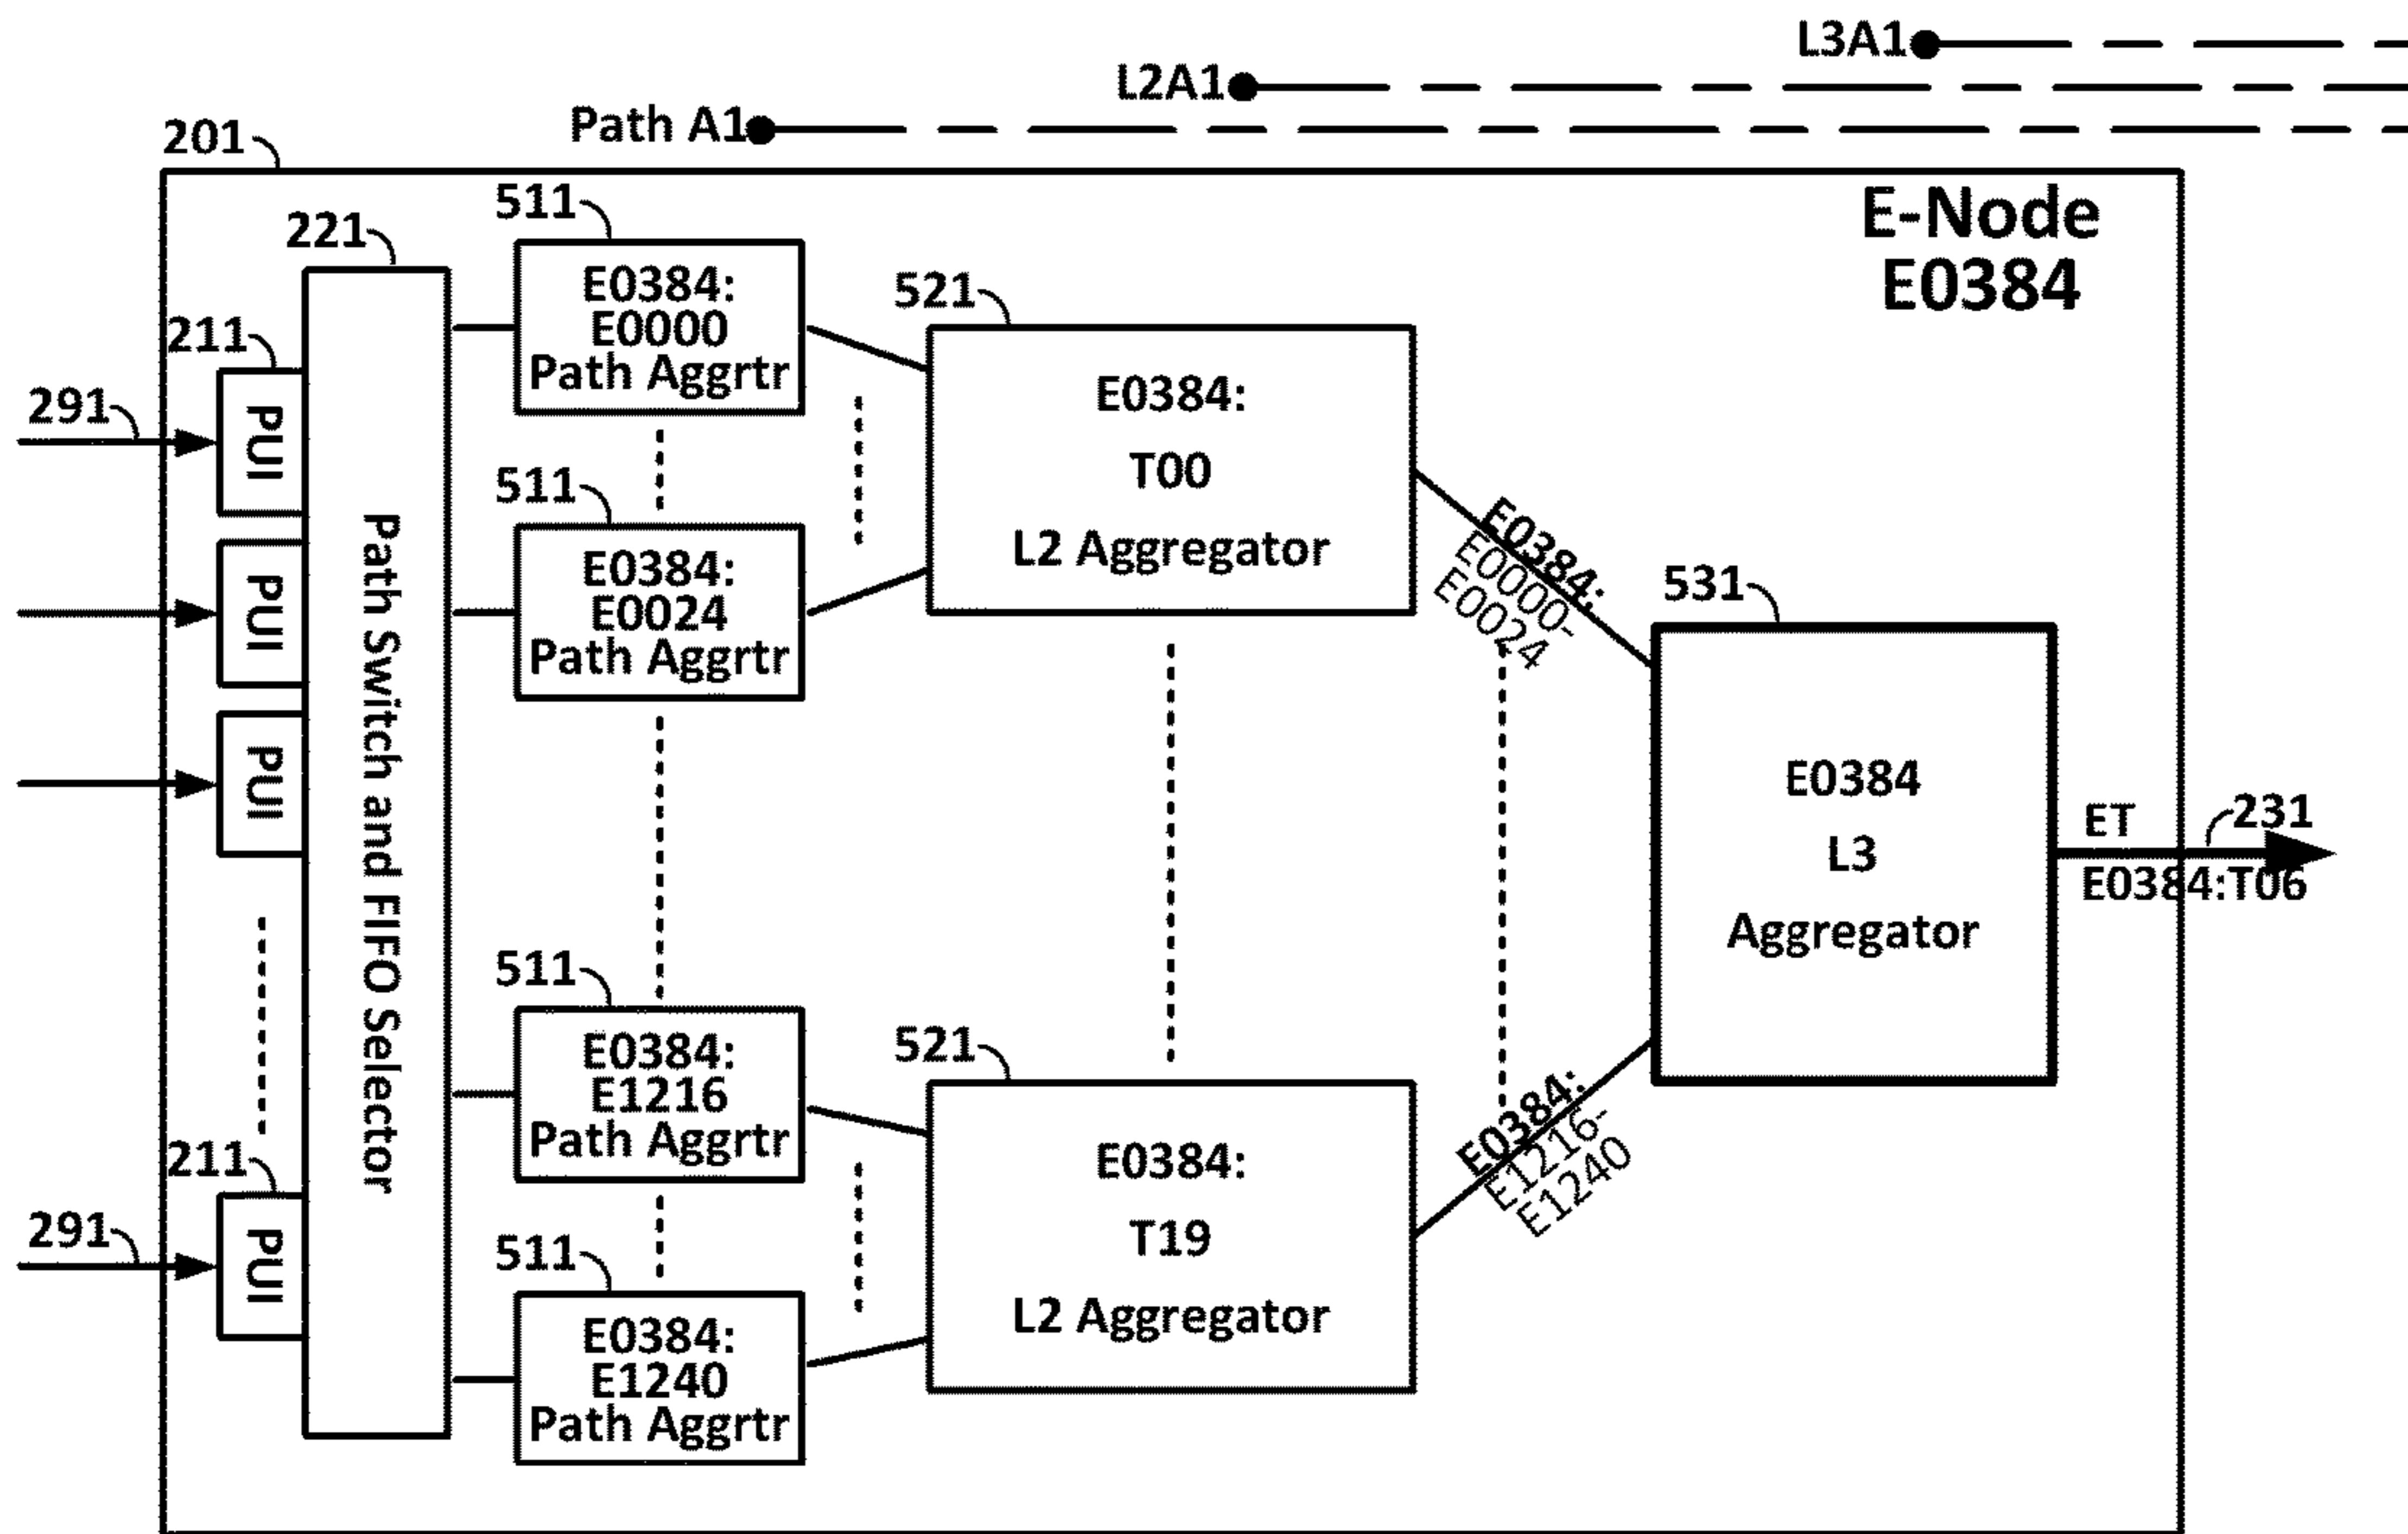 L3A1
L2A1
Path A1
201
E-Node
E0384
511
221
E0384:
E0000
Path Aggrtr
521
211
291
PUI
E0384:
T00
L2 Aggregator
511
E0384:
E0024
Path Aggrtr
E0384:
E0000-
E0024
PUI
531
Path Switch and FIFO Selector
PUI
E0384
L3
Aggregator
ET
231
E0384:T06
511
E0384:
E1216
Path Aggrtr
521
E0384:
T19
L2 Aggregator
E0384:
E1216-
E1240
211
291
PUI
511
E0384:
E1240
Path Aggrtr